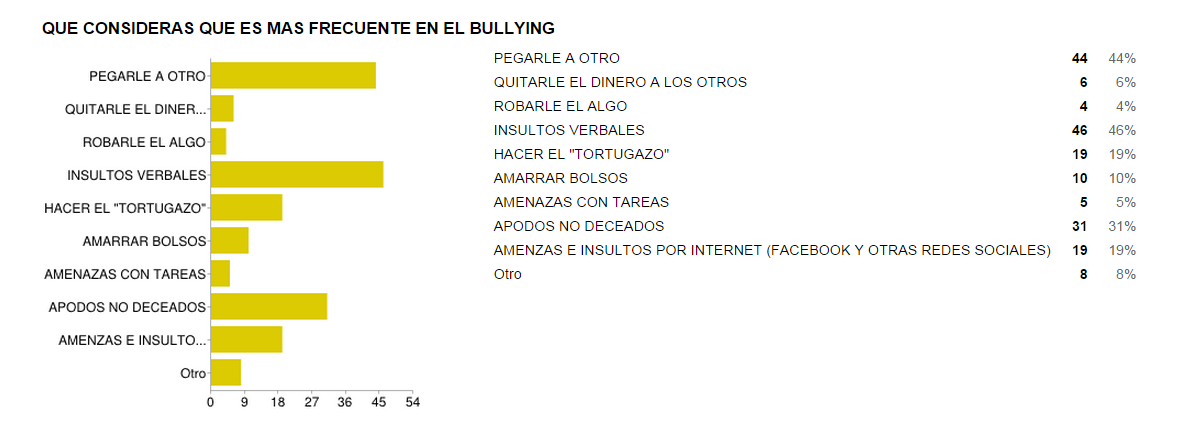 QUE CONSIDERAS QUE ES MAS FRECUENTE EN EL BULLYING
PEGARLE A OTRO
QUITARLE EL DINER...
ROBARLE EL ALGO
INSULTOS VERBALES
HACER EL "TORTUGAZO"
AMARRAR BOLSOS
AMENAZAS CON TAREAS
APODOS NO DECEADOS
AMENZAS E INSULTO...
Otro
0 9 18 27 36 45 54
PEGARLE A OTRO 44 44%
QUITARLE EL DINERO A LOS OTROS 6 6%
ROBARLE EL ALGO 4 4%
INSULTOS VERBALES 46 46%
HACER EL "TORTUGAZO" 19 19%
AMARRAR BOLSOS 10 10%
AMENAZAS CON TAREAS 5 5%
APODOS NO DECEADOS 31 31%
AMENZAS E INSULTOS POR INTERNET (FACEBOOK Y OTRAS REDES SOCIALES) 19 19%
Otro 8 8%